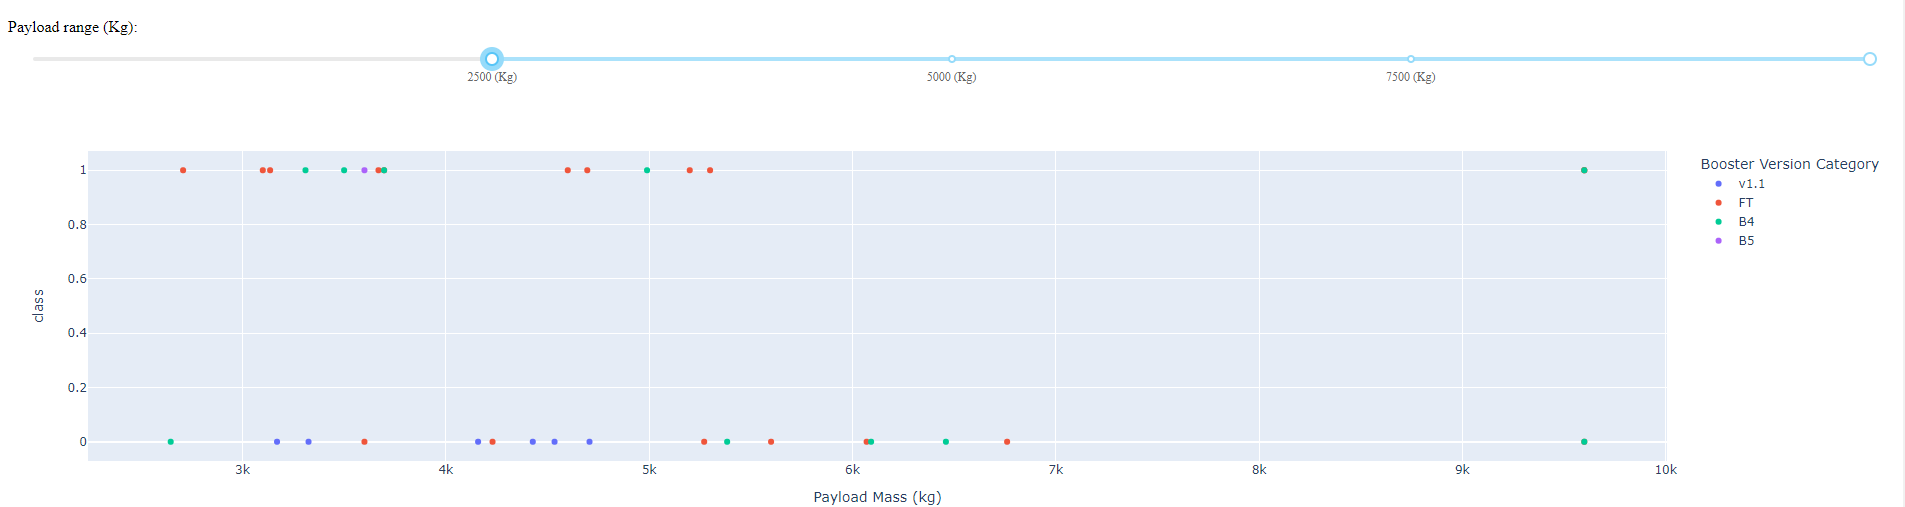 Payload range (Kg):
2500 (Kg) 5000 (Kg) 7500 (Kg)
Booster Version Category
v1.1
FT
B4
B5
1
0.8
0.6
0.4
0.2
0
class
3k 4k 5k 6k 7k 8k 9k 10k
Payload Mass (kg)